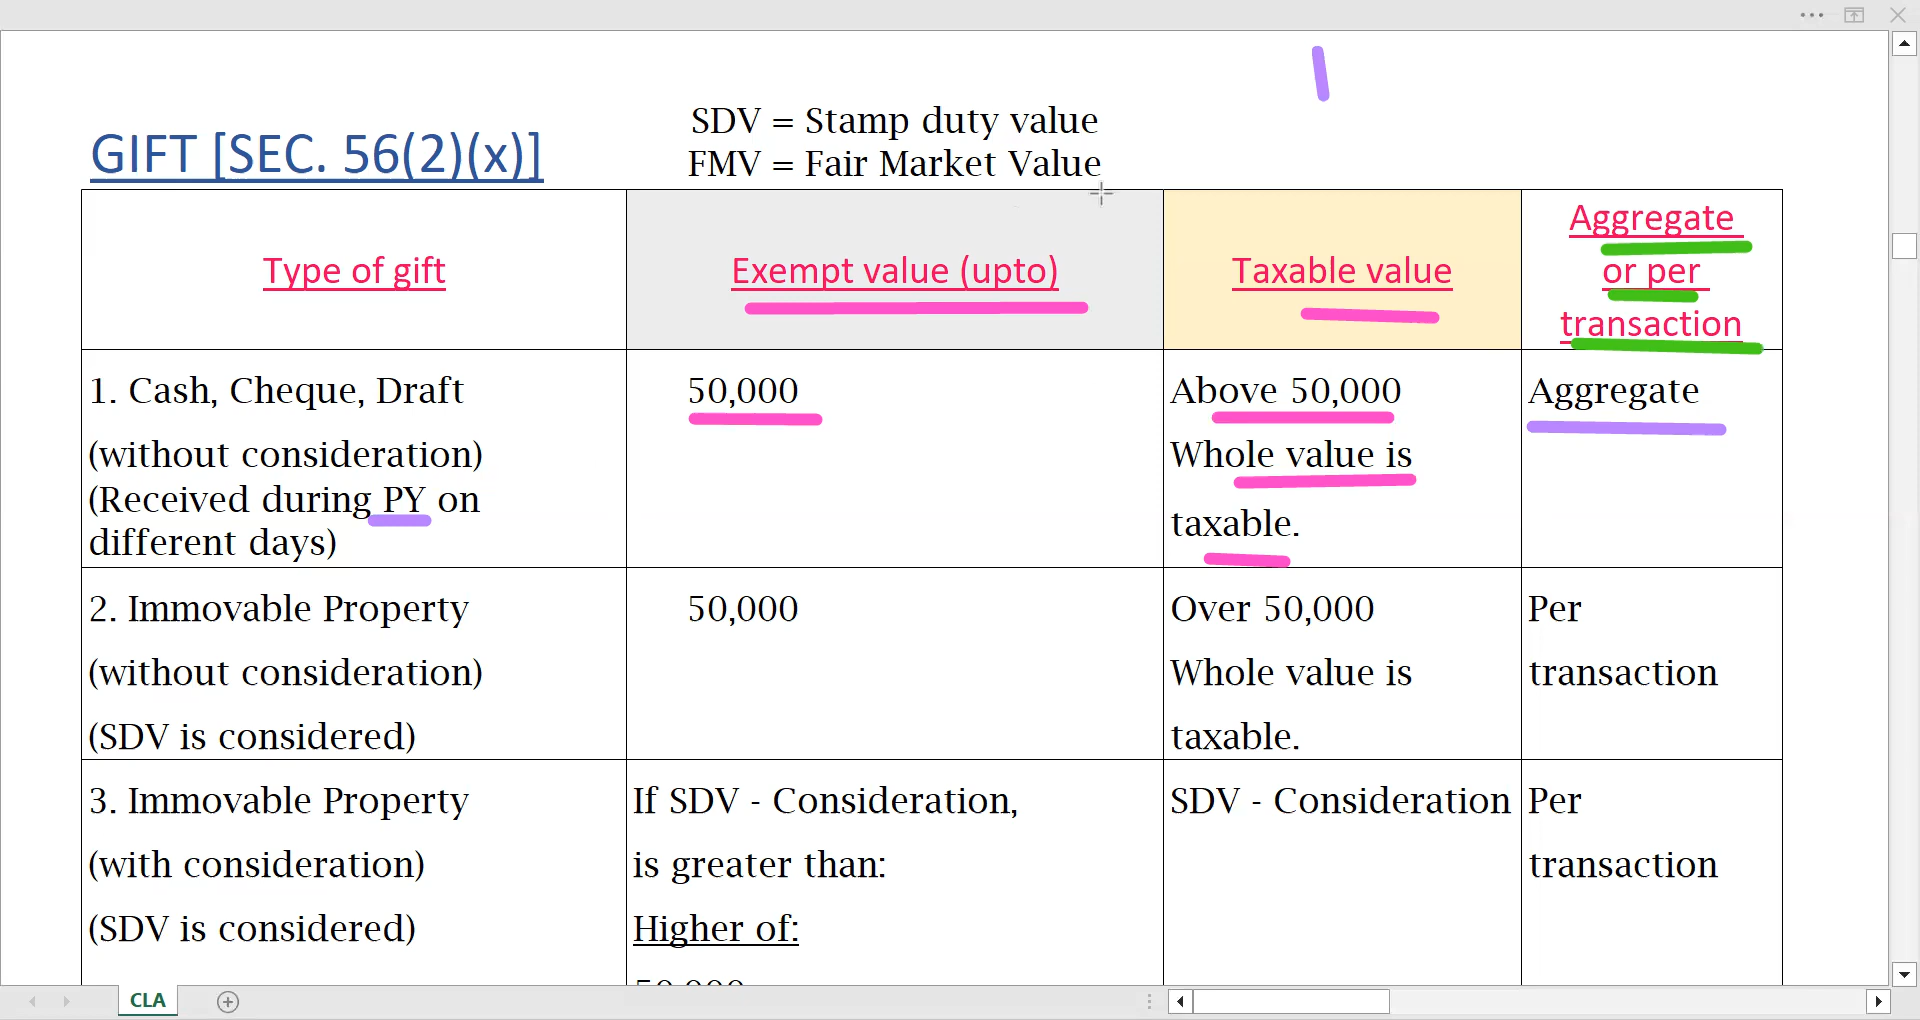 SDV = Stamp duty value
GIFT [SEC. 56(2)(x)]
FMV = Fair Market Value
Type of gift
Exempt value (upto)
Taxable value
Aggregate
or per
transaction
1. Cash, Cheque, Draft
(without consideration)
(Received during PY on
different days)
50,000
Above 50,000
Whole value is
taxable.
Aggregate
2. Immovable Property
(without consideration)
(SDV is considered)
50,000
Over 50,000
Whole value is
taxable.
Per
transaction
3. Immovable Property
(with consideration)
(SDV is considered)
If SDV - Consideration,
is greater than:
Higher of:
SDV - Consideration
Per
transaction
CLA